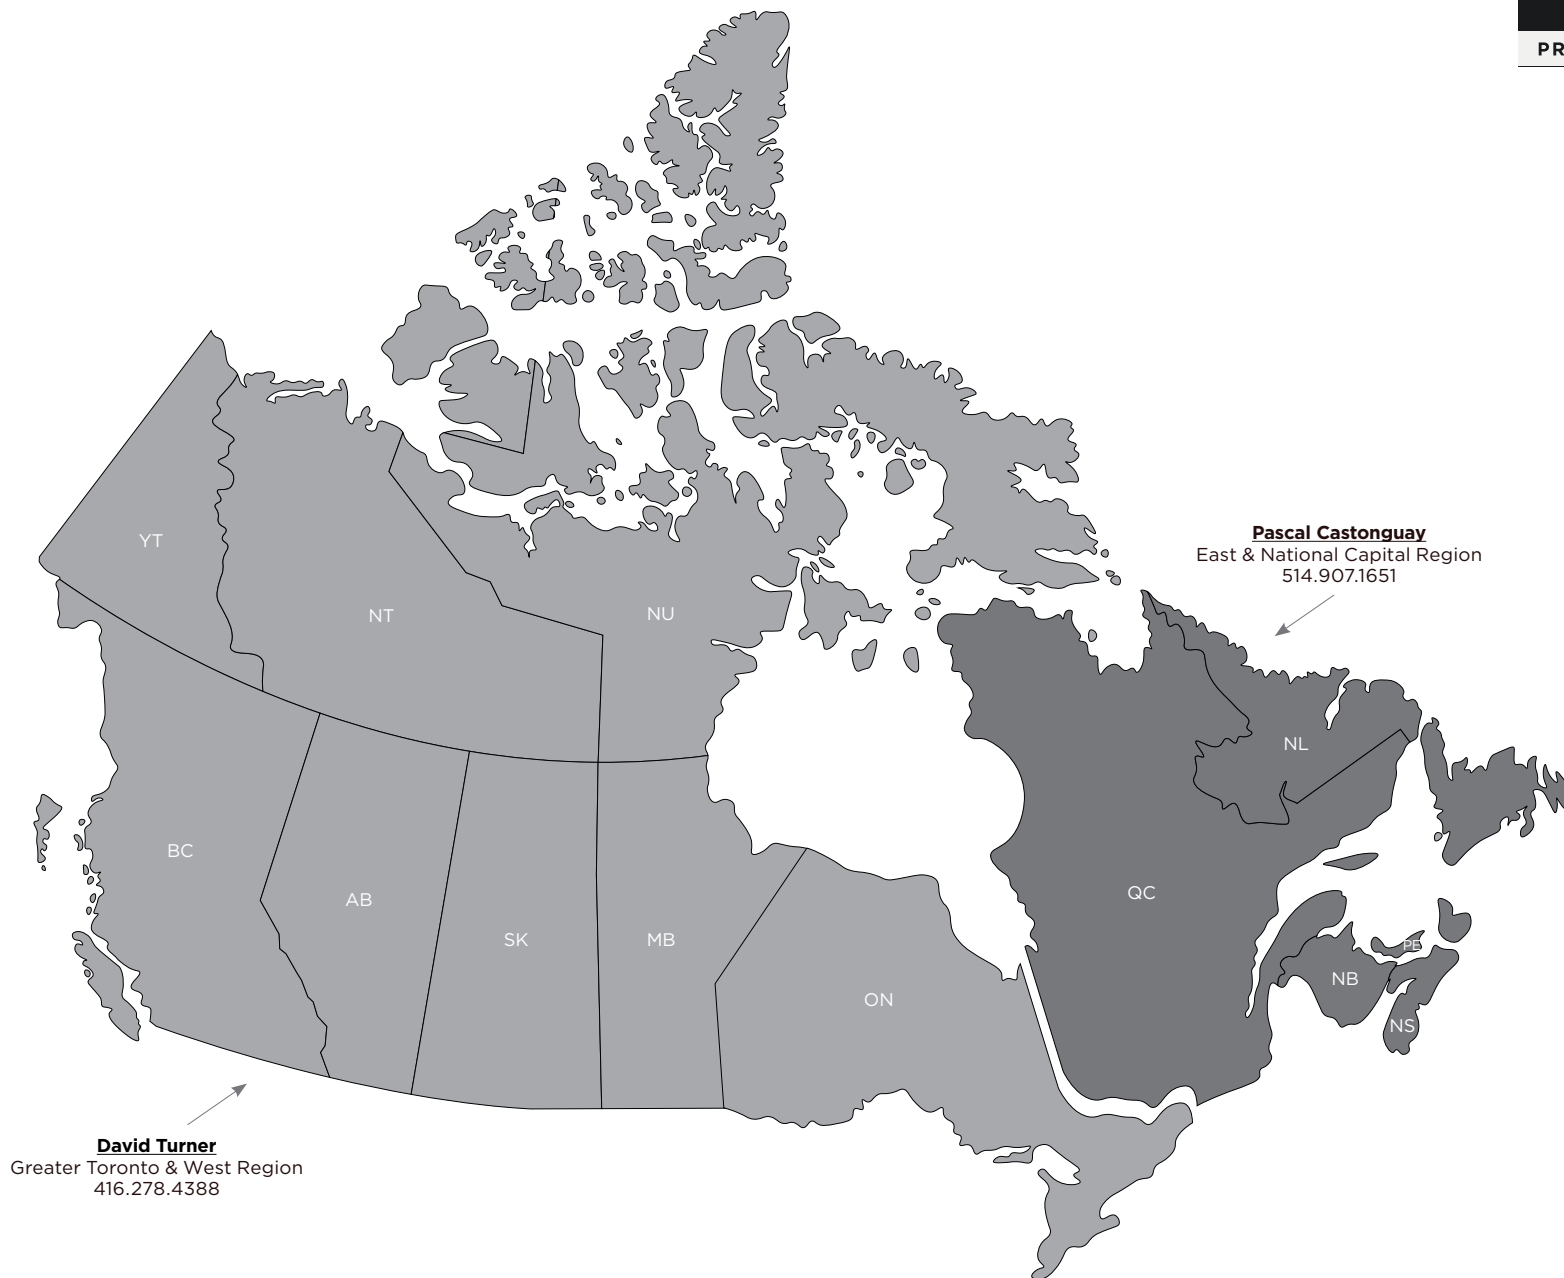 PR
YT
NT
NU
Pascal Castonguay
East & National Capital Region
514.907.1651
NL
BC
AB
SK
MB
QC
PE
ON
NB
NS
David Turner
Greater Toronto & West Region
416.278.4388